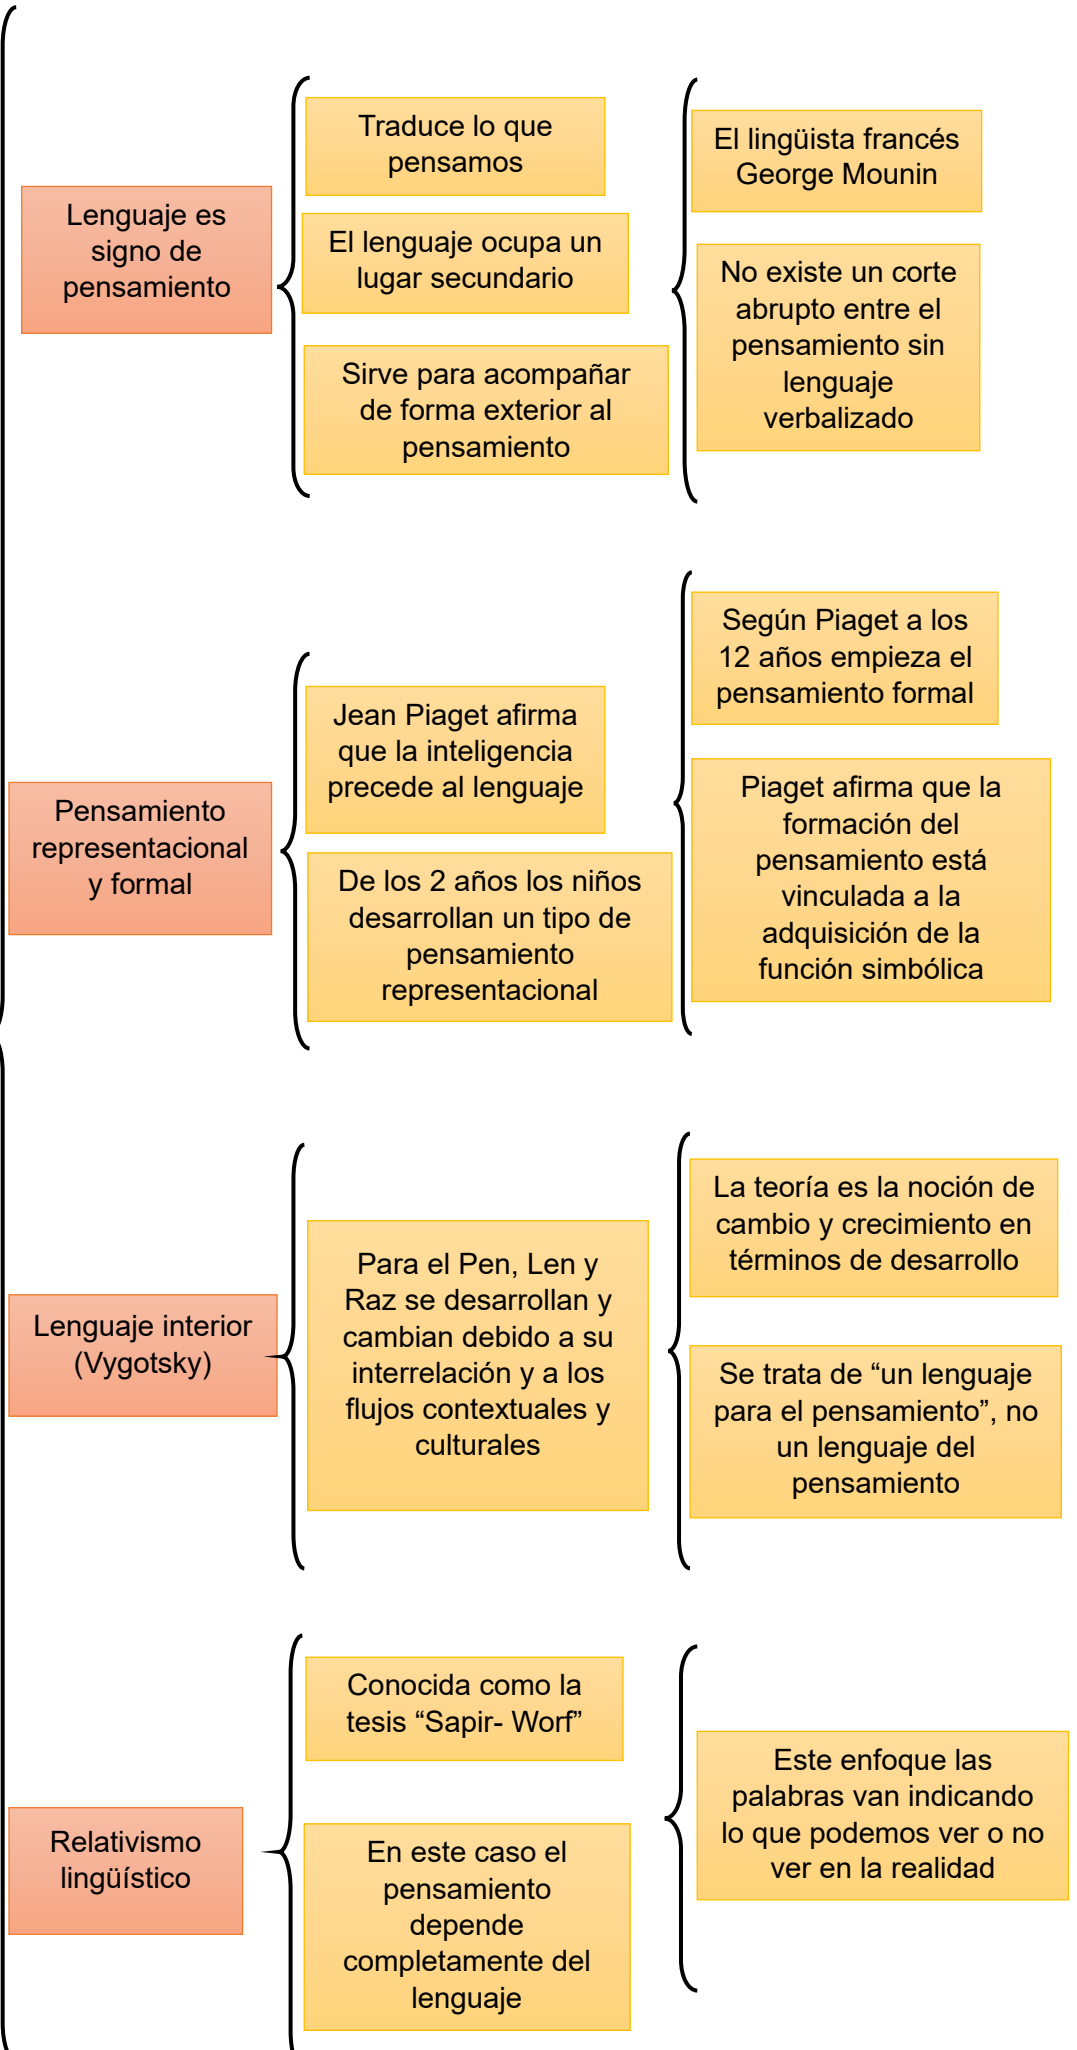 Lenguaje es
signo de
pensamiento
Traduce lo que
pensamos
El lenguaje ocupa un
lugar secundario
Sirve para acompañar
de forma exterior al
pensamiento
El lingüista francés
George Mounin
No existe un corte
abrupto entre el
pensamiento sin
lenguaje
verbalizado
Pensamiento
representacional
y formal
Jean Piaget afirma
que la inteligencia
precede al lenguaje
De los 2 años los niños
desarrollan un tipo de
pensamiento
representacional
Según Piaget a los
12 años empieza el
pensamiento formal
Piaget afirma que la
formación del
pensamiento está
vinculada a la
adquisición de la
función simbólica
Lenguaje interior
(Vygotsky)
Para el Pen, Len y
Raz se desarrollan y
cambian debido a su
interrelación y a los
flujos contextuales y
culturales
La teoría es la noción de
cambio y crecimiento en
términos de desarrollo
Se trata de “un lenguaje
para el pensamiento”, no
un lenguaje del
pensamiento
Relativismo
lingüístico
Conocida como la
tesis “Sapir- Worf”
En este caso el
pensamiento
depende
completamente del
lenguaje
Este enfoque las
palabras van indicando
lo que podemos ver o no
ver en la realidad